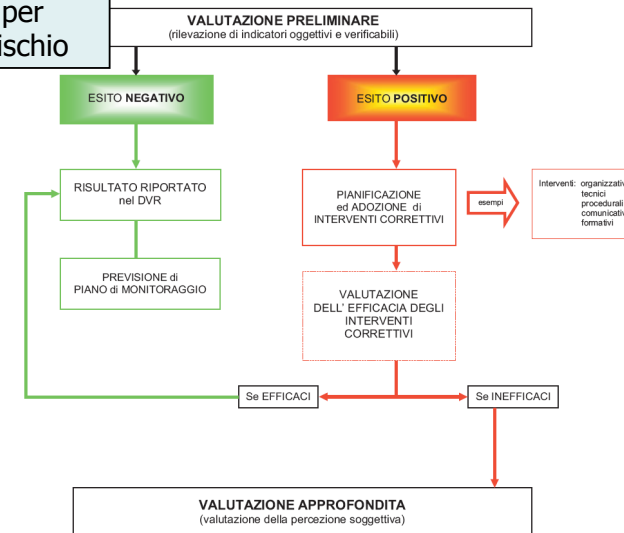 per
ischio
VALUTAZIONE PRELIMINARE
(rilevazione di indicatori oggettivi e verificabili)
ESITO NEGATIVO
ESITO POSITIVO
RISULTATO RIPORTATO
nel DVR
PREVISIONE di
PIANO di MONITORAGGIO
PIANIFICAZIONE
ed ADOZIONE di
INTERVENTI CORRETTIVI
esempi
Interventi: organizzativ
tecnici
procedurali
comunicativ
formativi
VALUTAZIONE
DELL' EFFICACIA DEGLI
INTERVENTI
CORRETTIVI
Se EFFICACI
Se INEFFICACI
VALUTAZIONE APPROFONDITA
(valutazione della percezione soggettiva)